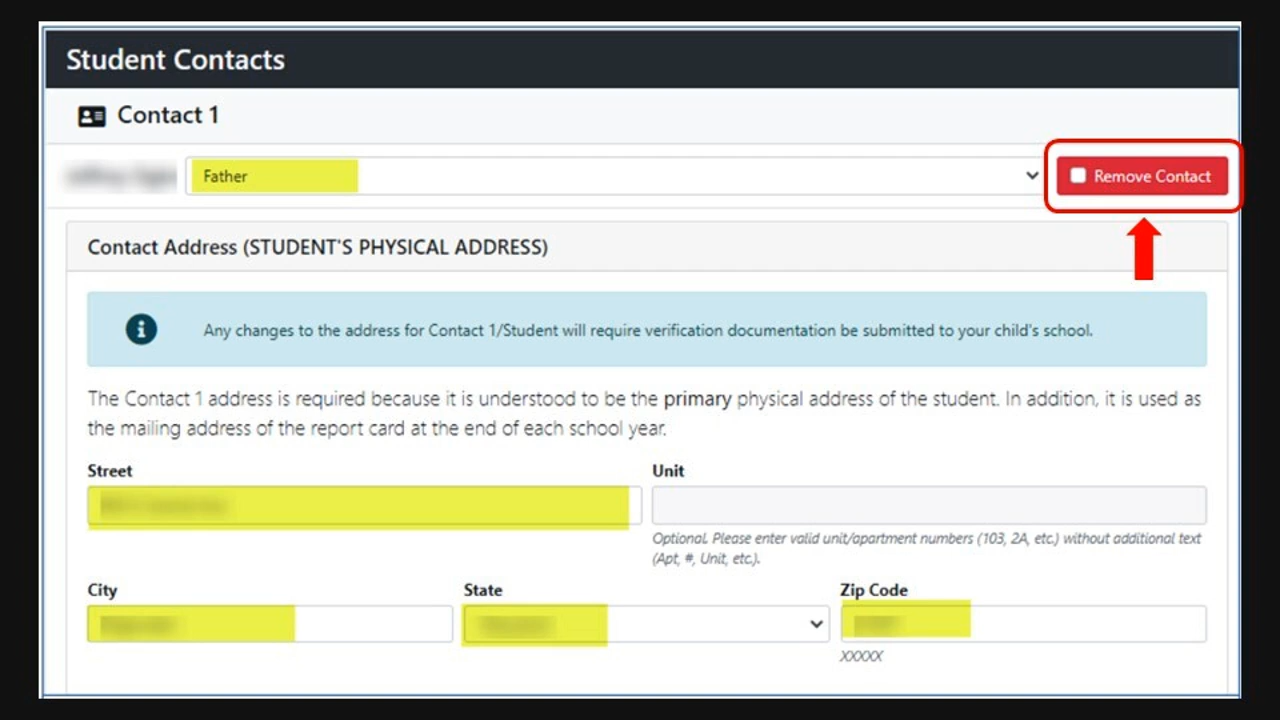 Student Contacts
Contact 1
Father
Remove Contact
Contact Address (STUDENT'S PHYSICAL ADDRESS)
Any changes to the address for Contact 1/Student will require verification documentation be submitted to your child's school.
The Contact 1 address is required because it is understood to be the primary physical address of the student. In addition, it is used as
the mailing address of the report card at the end of each school year.
Street
Unit
Optional. Please enter valid unit/apartment numbers (103, 2A, etc.) without additional text
(Apt, #, Unit, etc.).
City
State
Zip Code
XXXXX